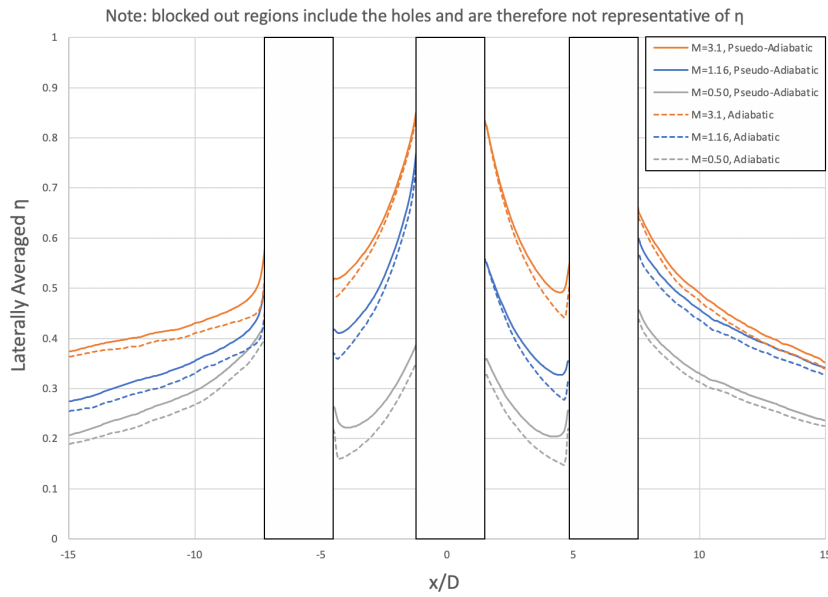 Note: blocked out regions include the holes and are therefore not representative of η
1
0.9
0.8
0.7
0.6
0.5
0.4
0.3
0.2
0.1
0
Laterally Averaged η
M=3.1, Psuedo-Adiabatic
M=1.16, Pseudo-Adiabatic
M=0.50, Pseudo-Adiabatic
M=3.1, Adiabatic
M=1.16, Adiabatic
M=0.50, Adiabatic
-15 -10 -5 0 5 10 15
x/D